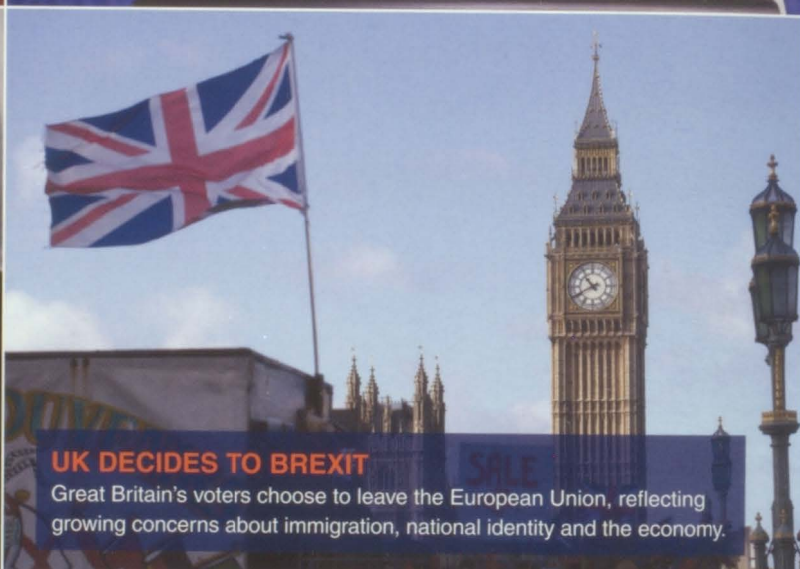 SALE
UK DECIDES TO BREXIT
Great Britain's voters choose to leave the European Union, reflecting
growing concerns about immigration, national identity and the economy.